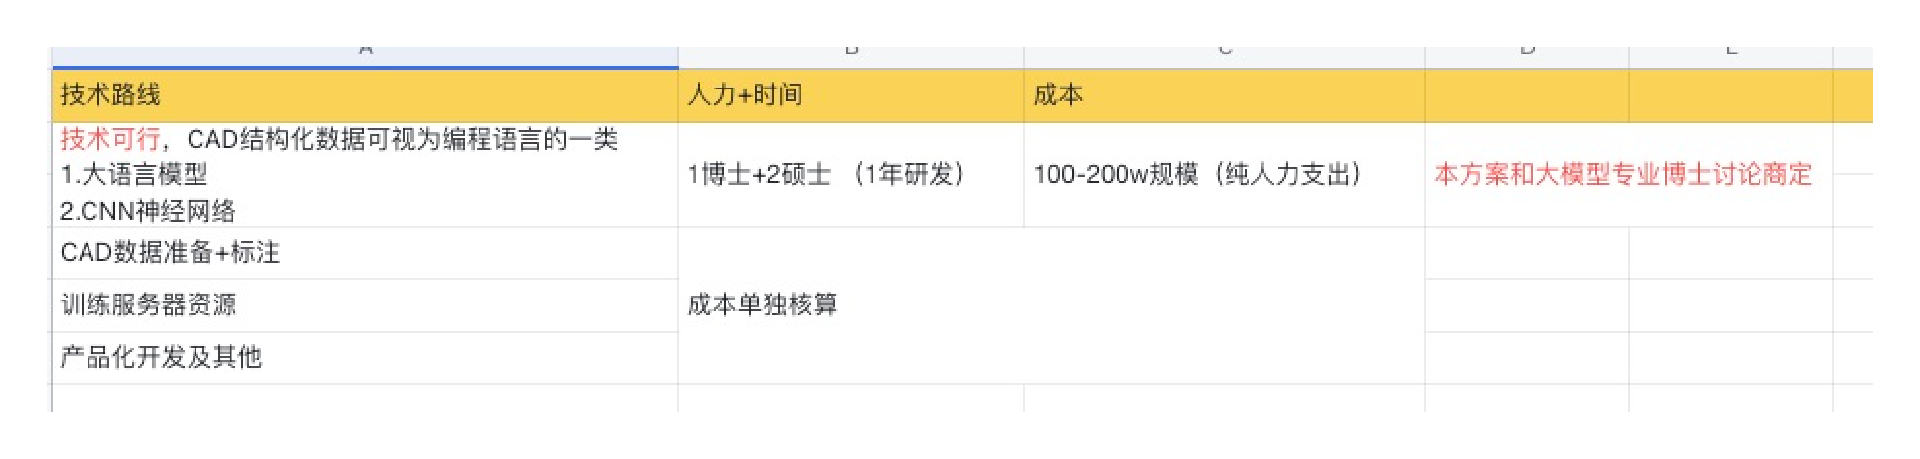 技术路线
人力+时间
成本
技术可行，CAD结构化数据可视为编程语言的一类
1.大语言模型
2.CNN神经网络
1博士+2硕士 （1年研发）
100-200w规模（纯人力支出）
本方案和大模型专业博士讨论商定
CAD数据准备+标注
训练服务器资源
成本单独核算
产品化开发及其他